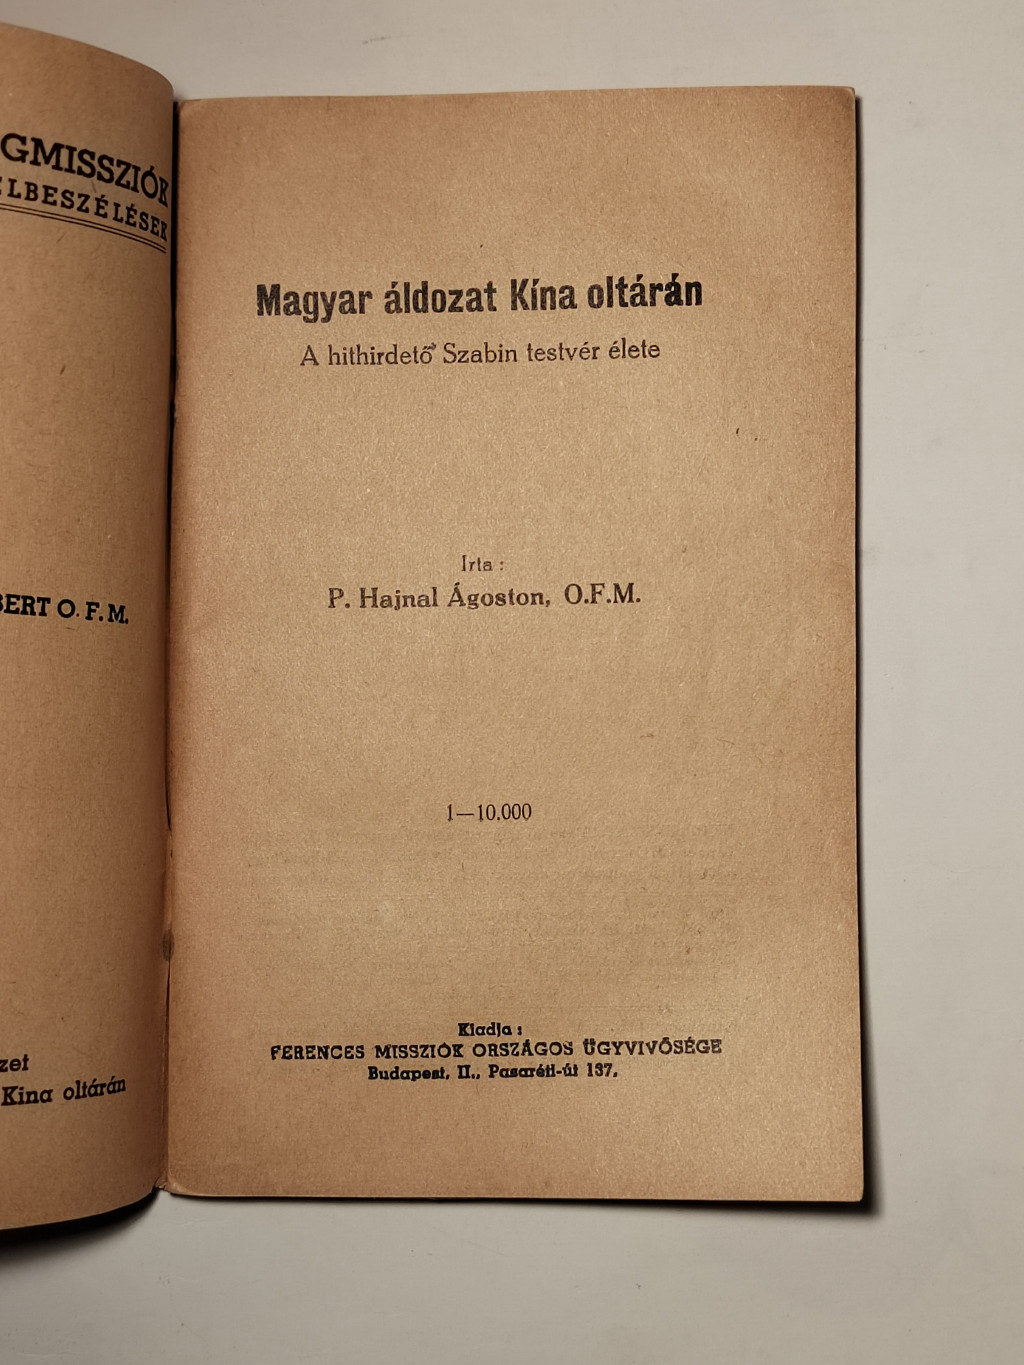 GMISSZIÓK
ELBESZÉLÉSEK
BERT O. F. M.
zet
Kina oltárán
Magyar áldozat Kína oltárán
A hithirdető Szabin testvér élete
Irta :
P. Hajnal Ágoston, O.F.M.
1—10.000
Kiadja :
FERENCES MISSZIÓK ORSZÁGOS ÜGYVIVŐSÉGE
Budapest, II., Pasaréti-út 137.